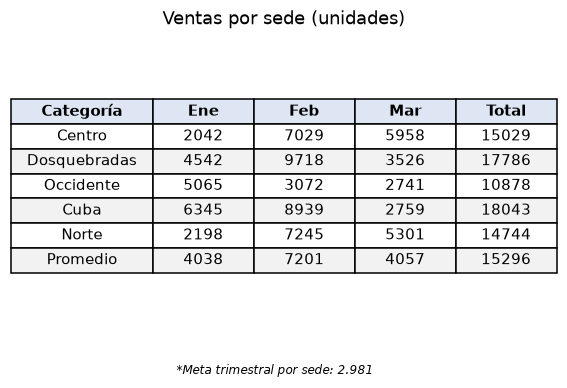 Ventas por sede (unidades)
Categoría Ene Feb Mar Total
Centro 2042 7029 5958 15029
Dosquebradas 4542 9718 3526 17786
Occidente 5065 3072 2741 10878
Cuba 6345 8939 2759 18043
Norte 2198 7245 5301 14744
Promedio 4038 7201 4057 15296
*Meta trimestral por sede: 2.981